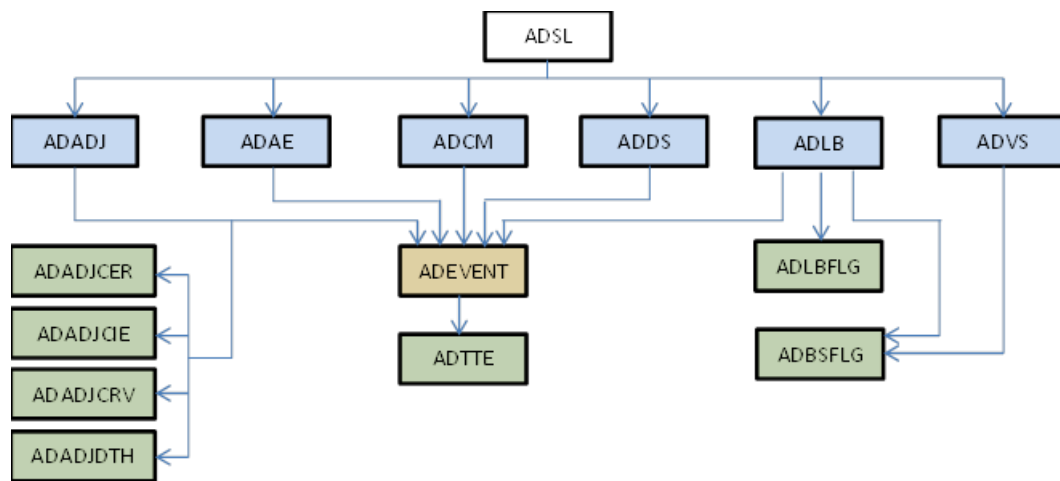 ADSL
ADADJ
ADAE
ADCM
ADDS
ADLB
ADVS
ADADJCER
ADEVENT
ADLBFLG
ADADJCIE
ADTTE
ADBSFLG
ADADJCRV
ADADJDTH